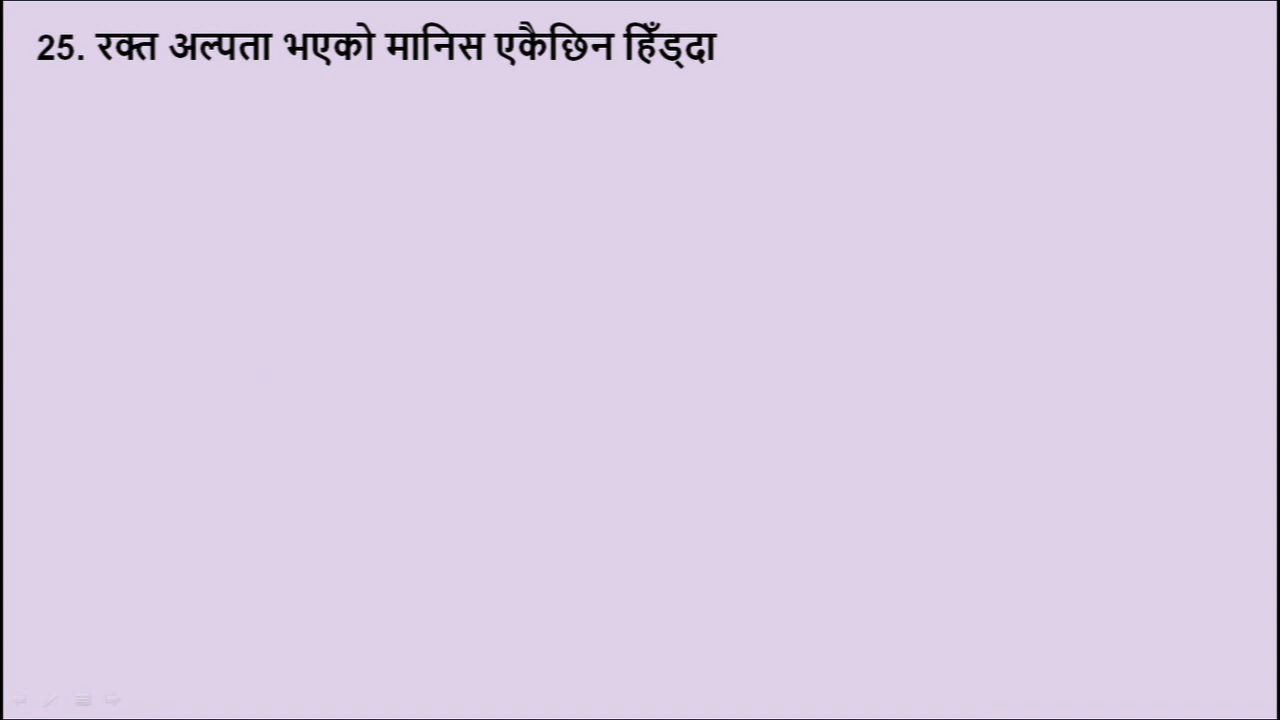 25. रक्त अल्पता भएको मानिस एकैछिन हिँड्दा